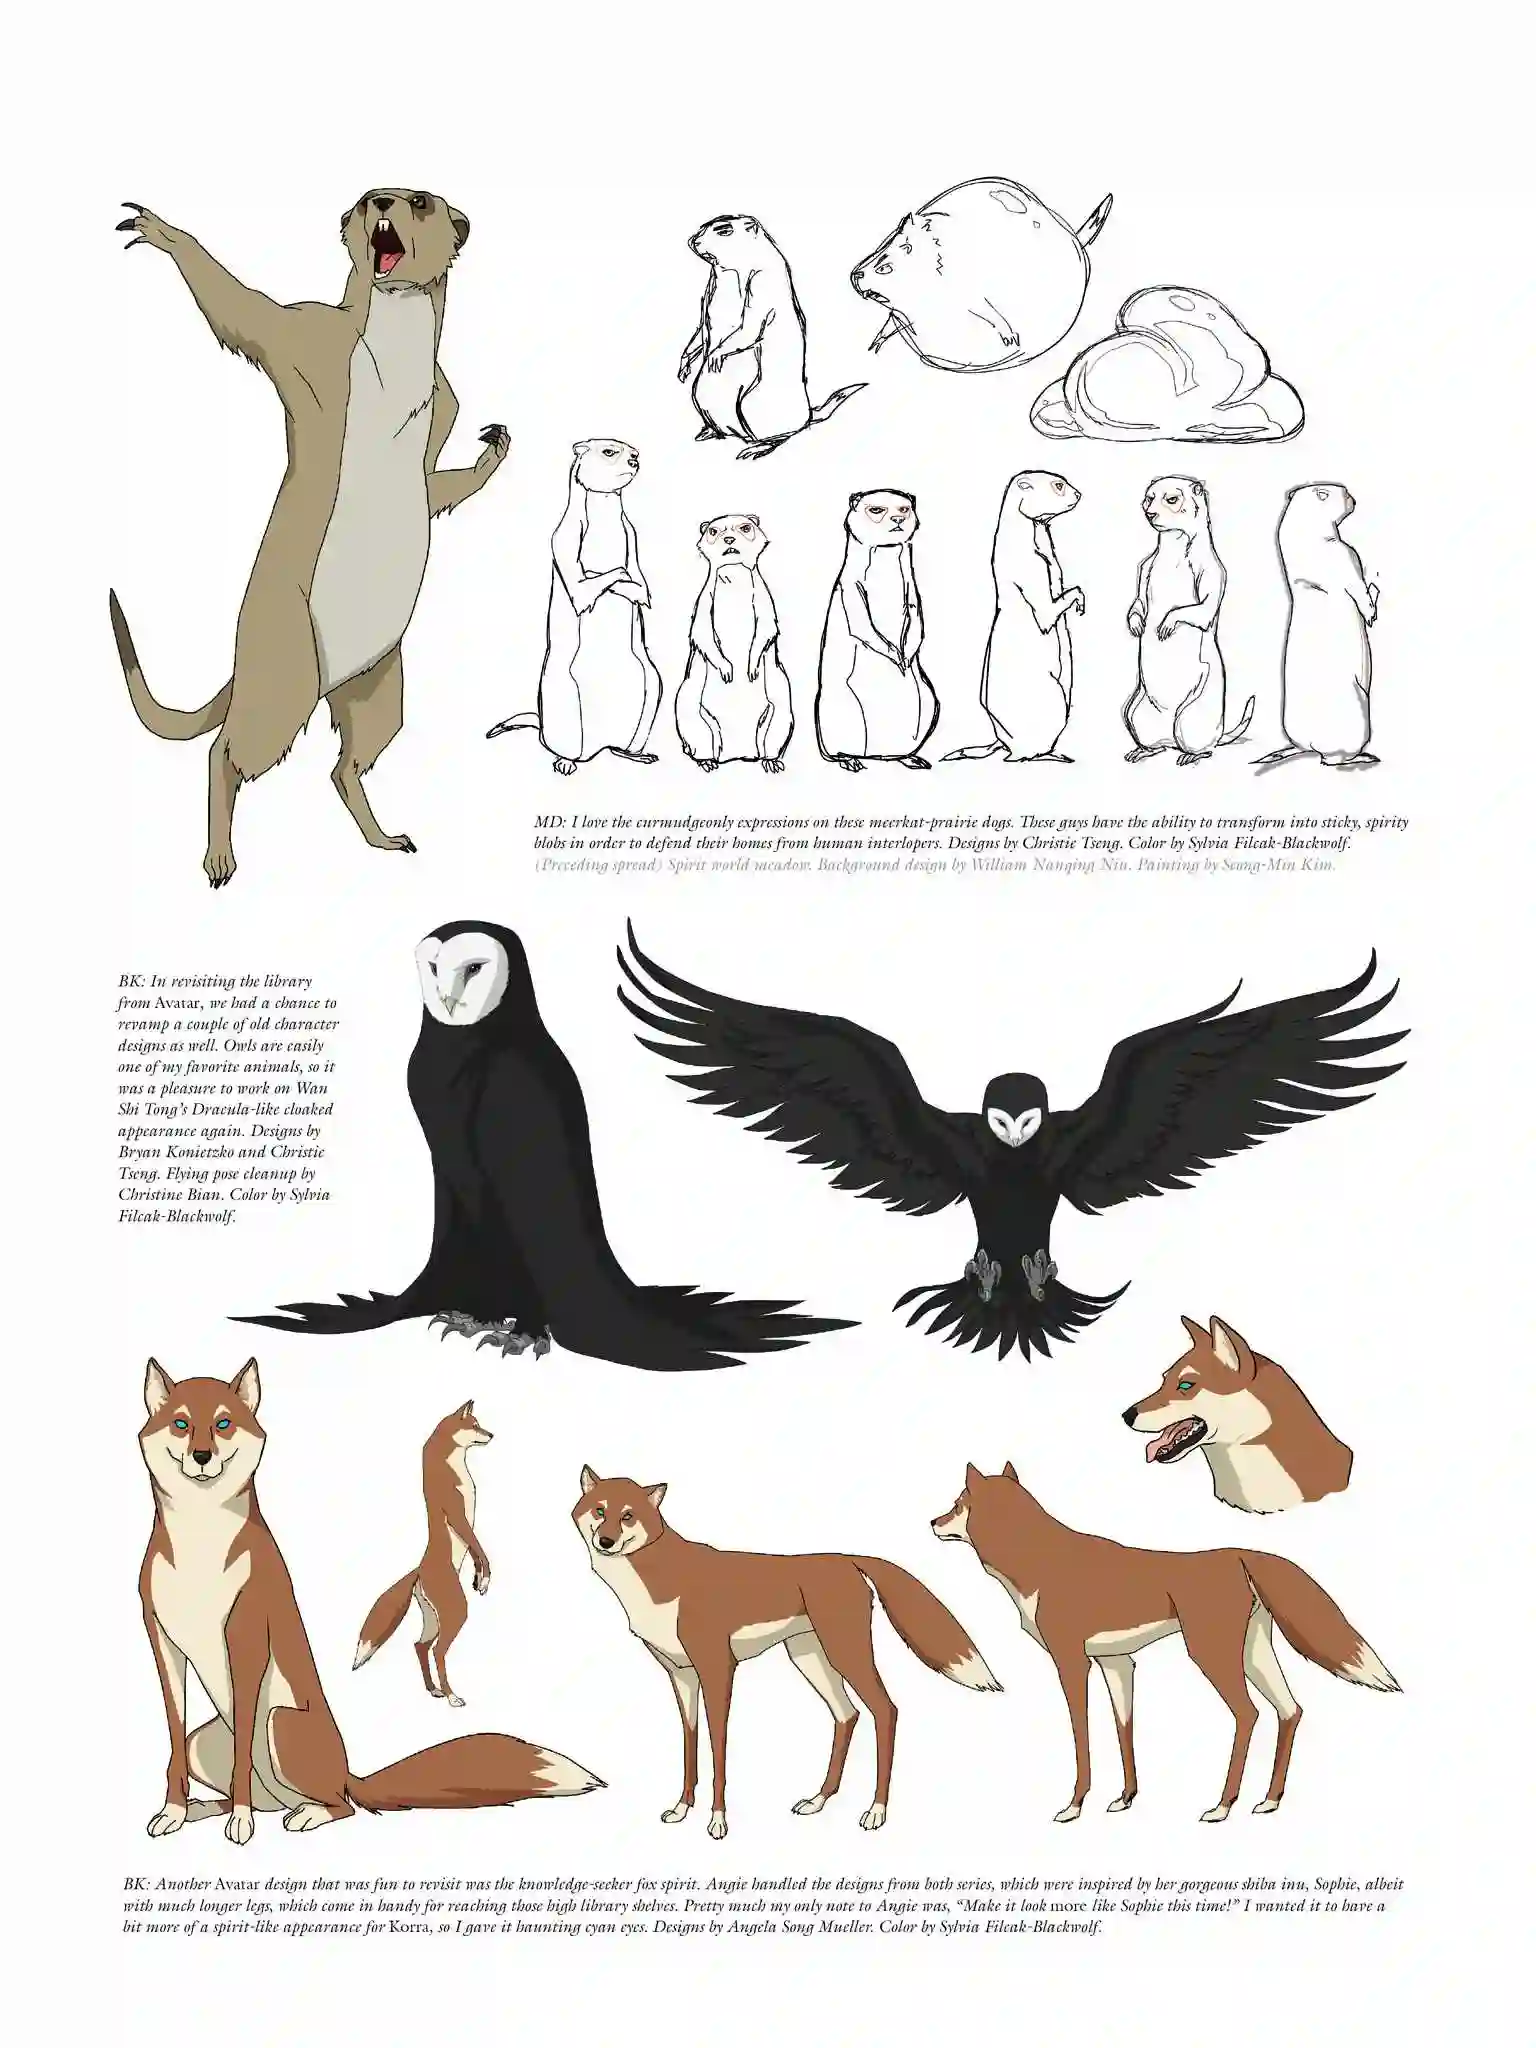 MD: I love the curmudgeonly expressions on these meerkat-prairie dogs. These guys have the ability to transform into sticky, spirity
blobs in order to defend their homes from human interlopers. Designs by Christie Tseng. Color by Sylvia Filcak-Blackwolf.
(Preceding spread) Spirit world meadow. Background design by William Nanqing Niu. Painting by Seong-Min Kim.
BK: In revisiting the library
from Avatar, we had a chance to
revamp a couple of old character
designs as well. Owls are easily
one of my favorite animals, so it
was a pleasure to work on Wan
Shi Tong's Dracula-like cloaked
appearance again. Designs by
Bryan Konietzko and Christie
Tseng. Flying pose cleanup by
Christine Bian. Color by Sylvia
Filcak-Blackwolf.
BK: Another Avatar design that was fun to revisit was the knowledge-seeker fox spirit. Angie handled the designs from both series, which were inspired by her gorgeous shiba inu, Sophie, albeit
with much longer legs, which come in handy for reaching those high library shelves. Pretty much my only note to Angie was, “Make it look more like Sophie this time!” I wanted it to have a
bit more of a spirit-like appearance for Korra, so I gave it haunting cyan eyes. Designs by Angela Song Mueller. Color by Sylvia Filcak-Blackwolf.